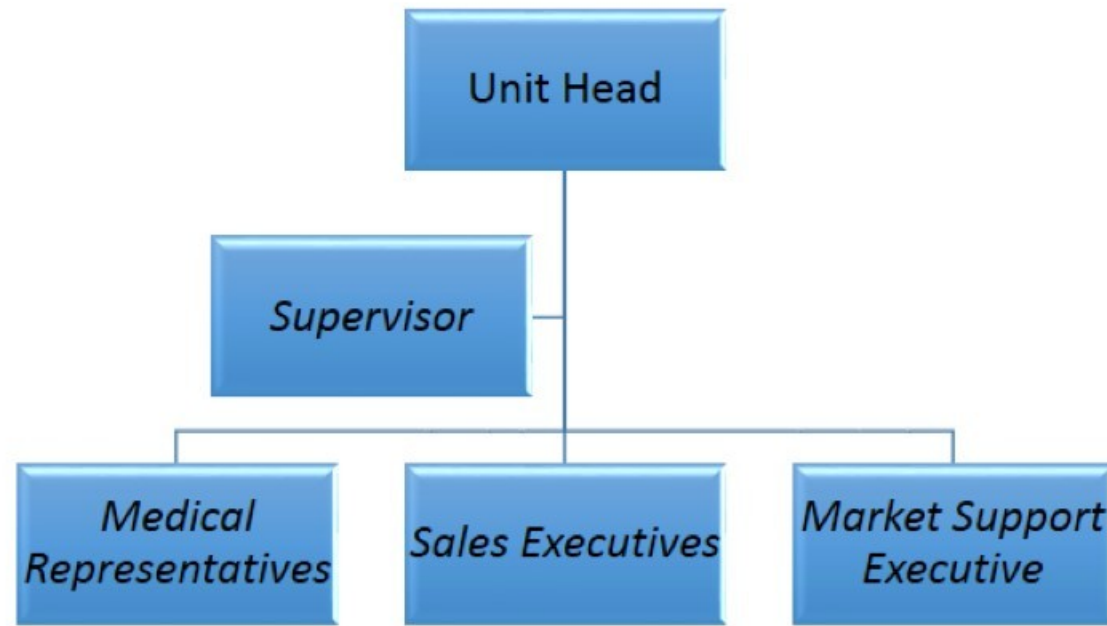 Unit Head
Supervisor
Medical
Representatives
Sales Executives
Market Support
Executive